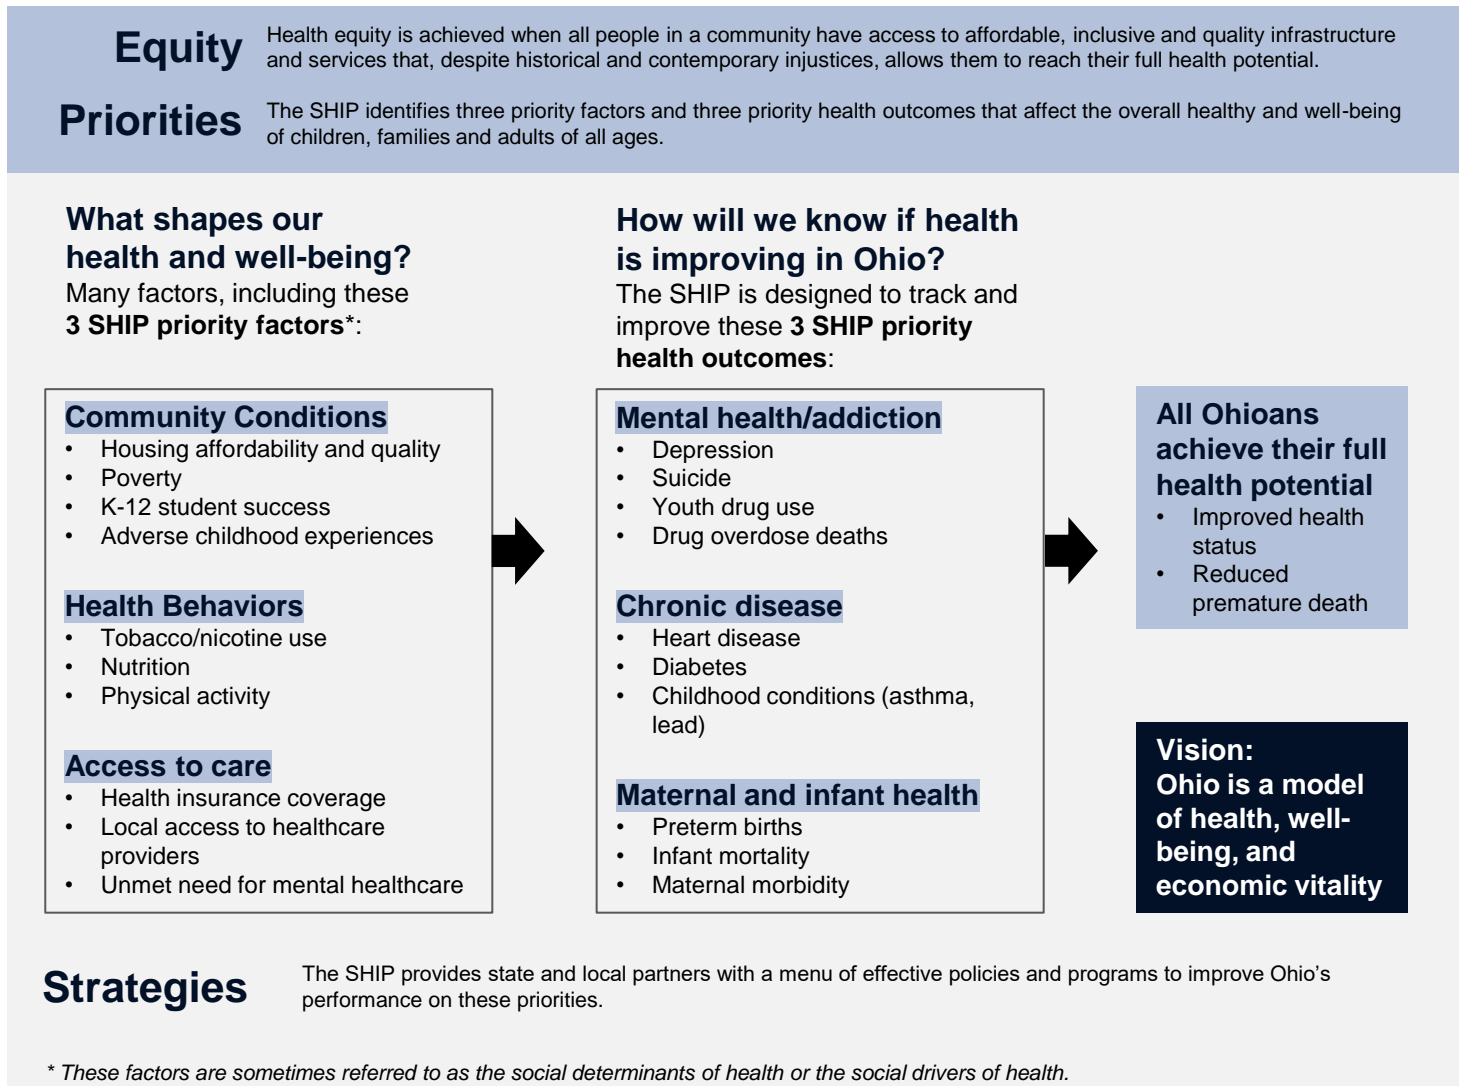 Equity
Health equity is achieved when all people in a community have access to affordable, inclusive and quality infrastructure
and services that, despite historical and contemporary injustices, allows them to reach their full health potential.
Priorities
The SHIP identifies three priority factors and three priority health outcomes that affect the overall healthy and well-being
of children, families and adults of all ages.
What shapes our
health and well-being?
Many factors, including these
3 SHIP priority factors*:
Community Conditions
• Housing affordability and quality
• Poverty
• K-12 student success
• Adverse childhood experiences
Health Behaviors
• Tobacco/nicotine use
• Nutrition
• Physical activity
Access to care
• Health insurance coverage
• Local access to healthcare
providers
• Unmet need for mental healthcare
How will we know if health
is improving in Ohio?
The SHIP is designed to track and
improve these 3 SHIP priority
health outcomes:
Mental health/addiction
• Depression
• Suicide
• Youth drug use
• Drug overdose deaths
Chronic disease
• Heart disease
• Diabetes
• Childhood conditions (asthma,
lead)
Maternal and infant health
• Preterm births
• Infant mortality
• Maternal morbidity
All Ohioans
achieve their full
health potential
• Improved health
status
• Reduced
premature death
Vision:
Ohio is a model
of health, well-
being, and
economic vitality
Strategies
The SHIP provides state and local partners with a menu of effective policies and programs to improve Ohio’s
performance on these priorities.
* These factors are sometimes referred to as the social determinants of health or the social drivers of health.